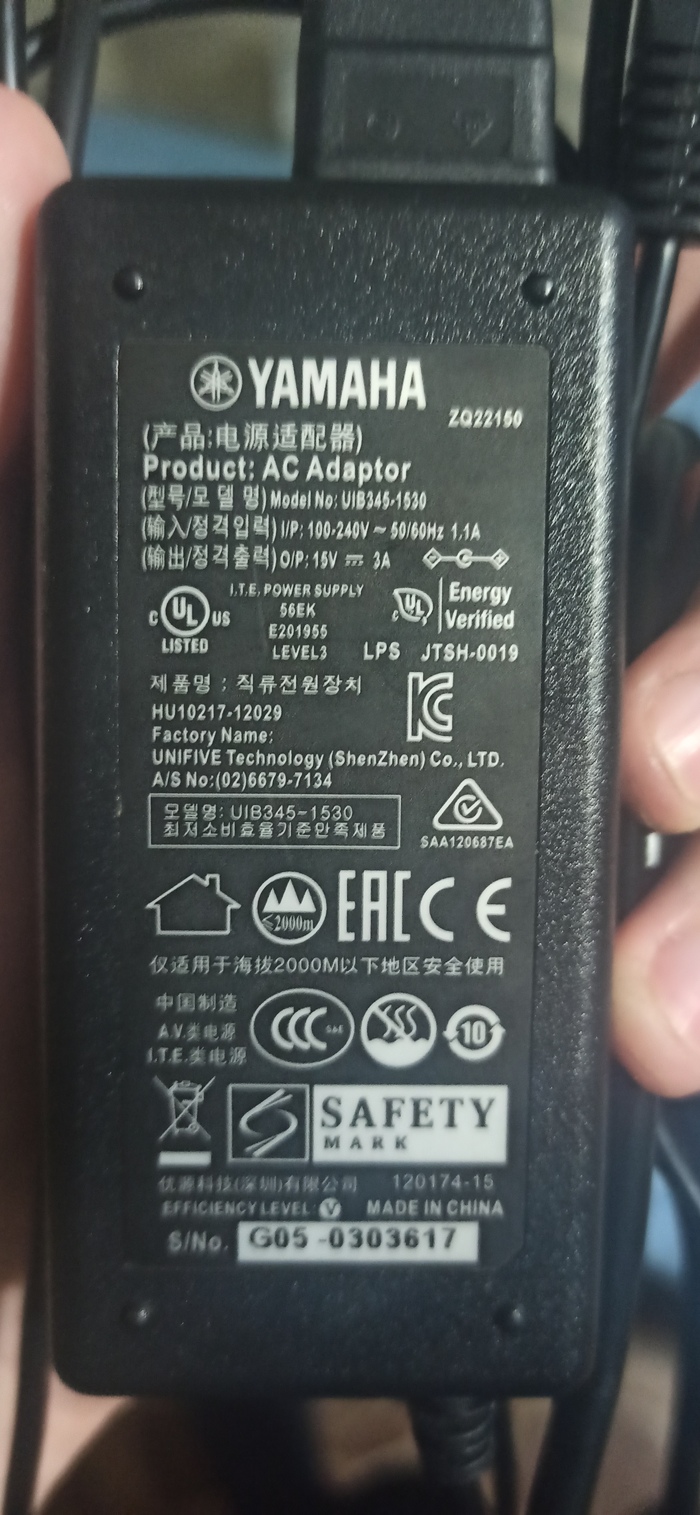 YAMAHA
ZQ22150
(产品:电源适配器)
Product: AC Adaptor
(型号/모 델 명) Model No: UIB345-1530
(输入/정격입력) I/P: 100-240V ~ 50/60Hz 1.1A
(输出/정격출력) O/P: 15V ⎓ 3A
C UL US
LISTED
I.T.E. POWER SUPPLY
56EK
E201955
LEVEL3
c UL
Energy
Verified
LPS JTSH-0019
제품명 ; 직류전원장치
HU10217-12029
Factory Name:
UNIFIVE Technology (ShenZhen) Co., LTD.
A/S No:(02)6679-7134
모델명: UIB345-1530
최저소비효율기준만족제품
SAA120687EA
≤2000m
EAC CE
仅适用于海拔2000M以下地区安全使用
中国制造
A.V.类电源
I.T.E.类电源
CCC S&E
10
SAFETY
MARK
优源科技(深圳)有限公司 120174-15
EFFICIENCY LEVEL: V MADE IN CHINA
S/No. G05 -0303617